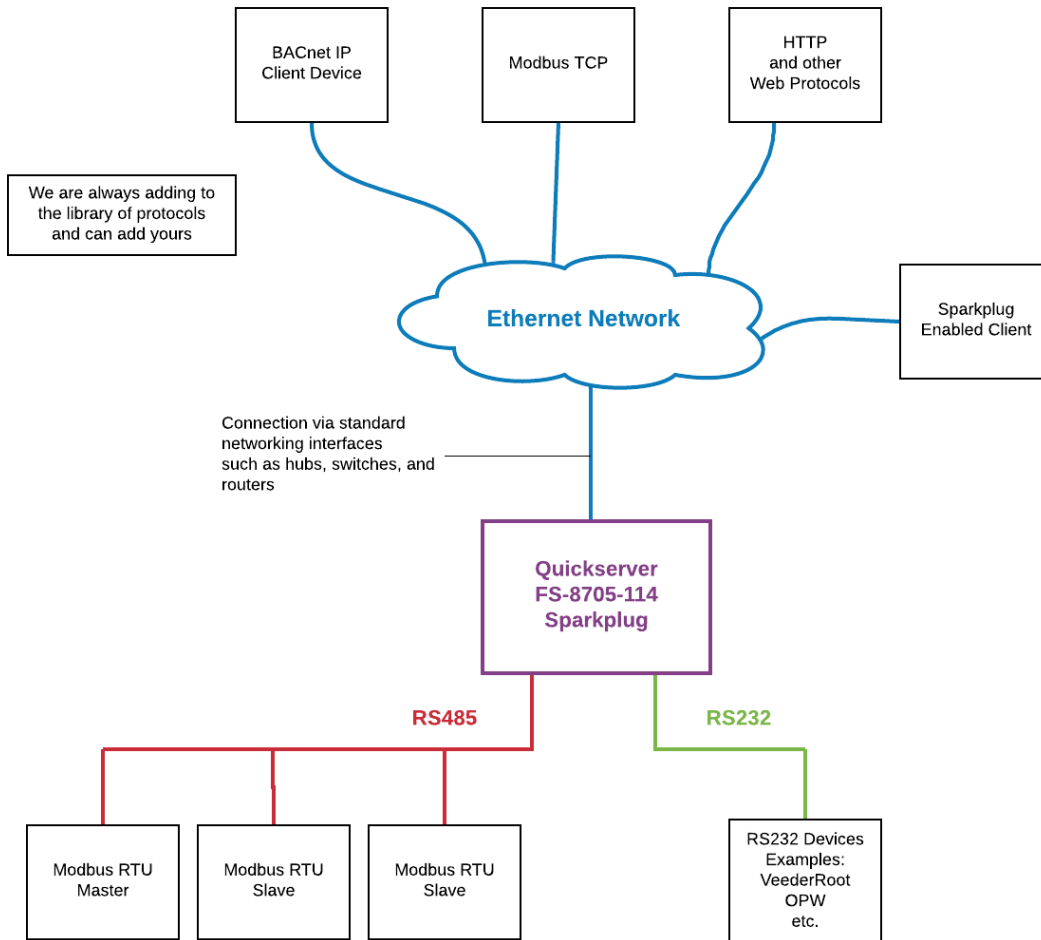 BACnet IP
Client Device
Modbus TCP
HTTP
and other
Web Protocols
We are always adding to
the library of protocols
and can add yours
Ethernet Network
Sparkplug
Enabled Client
Connection via standard
networking interfaces
such as hubs, switches, and
routers
Quickserver
FS-8705-114
Sparkplug
RS485
RS232
Modbus RTU
Master
Modbus RTU
Slave
Modbus RTU
Slave
RS232 Devices
Examples:
VeederRoot
OPW
etc.